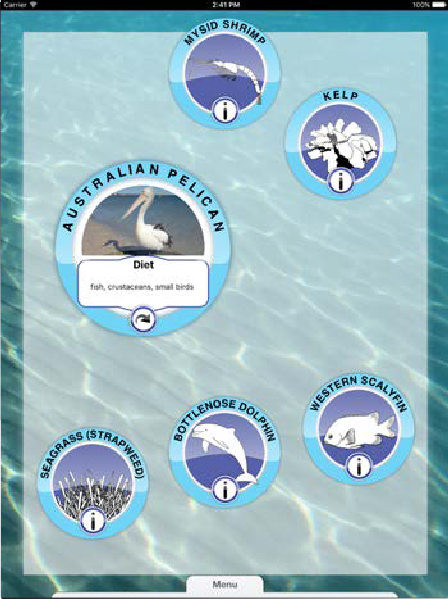 Carrier
2:41 PM
100%
MYSID SHRIMP
i
KELP
i
AUSTRALIAN PELICAN
Diet
fish, crustaceans, small birds
WESTERN SCALYFIN
i
BOTTLENOSE DOLPHIN
i
SEAGRASS (STRAPWEED)
i
Menu